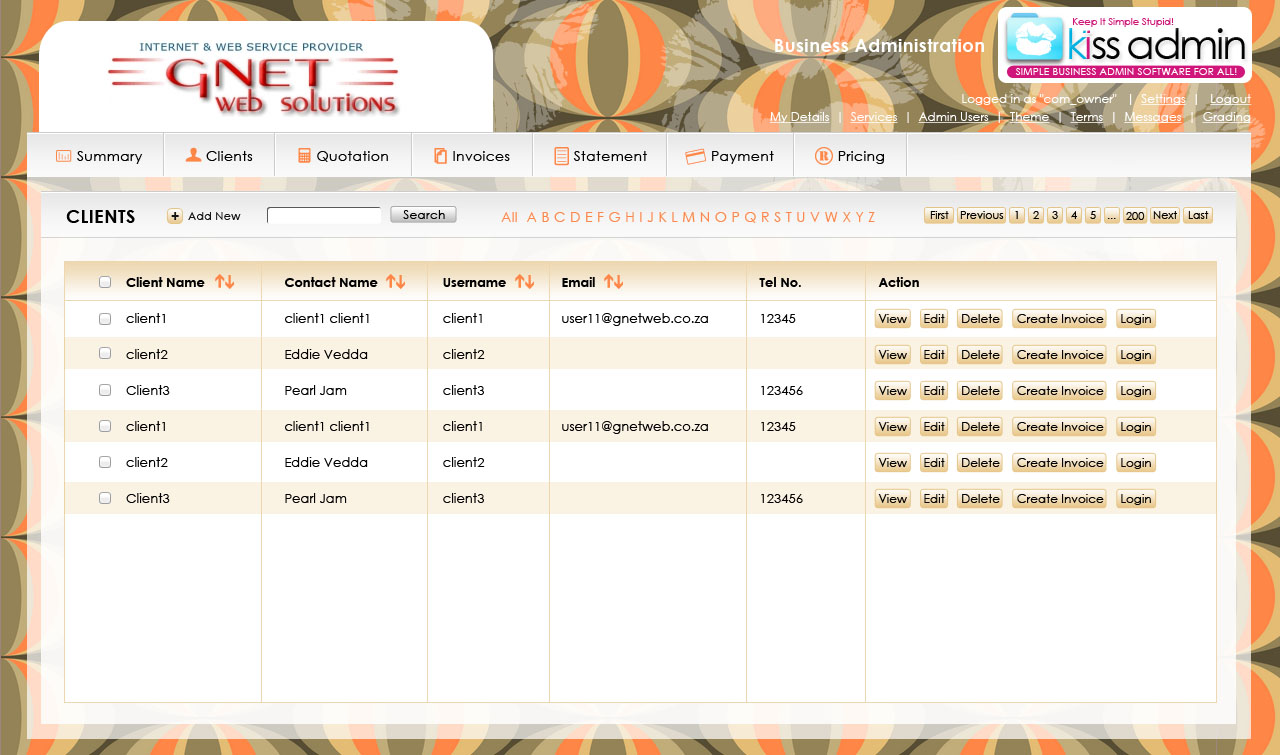 INTERNET & WEB SERVICE PROVIDER
GNET
WEB SOLUTIONS
Business Administration
Keep It Simple Stupid!
kiss admin
SIMPLE BUSINESS ADMIN SOFTWARE FOR ALL!
Logged in as "com_owner" | Settings | Logout
My Details | Services | Admin Users | Theme | Terms | Messages | Grading
Summary Clients Quotation Invoices Statement Payment Pricing
CLIENTS + Add New Search All A B C D E F G H I J K L M N O P Q R S T U V W X Y Z First Previous 1 2 3 4 5 ... 200 Next Last
Client Name Contact Name Username Email Tel No. Action
client1 client1 client1 client1 user11@gnetweb.co.za 12345 View Edit Delete Create Invoice Login
client2 Eddie Vedda client2 View Edit Delete Create Invoice Login
Client3 Pearl Jam client3 123456 View Edit Delete Create Invoice Login
client1 client1 client1 client1 user11@gnetweb.co.za 12345 View Edit Delete Create Invoice Login
client2 Eddie Vedda client2 View Edit Delete Create Invoice Login
Client3 Pearl Jam client3 123456 View Edit Delete Create Invoice Login